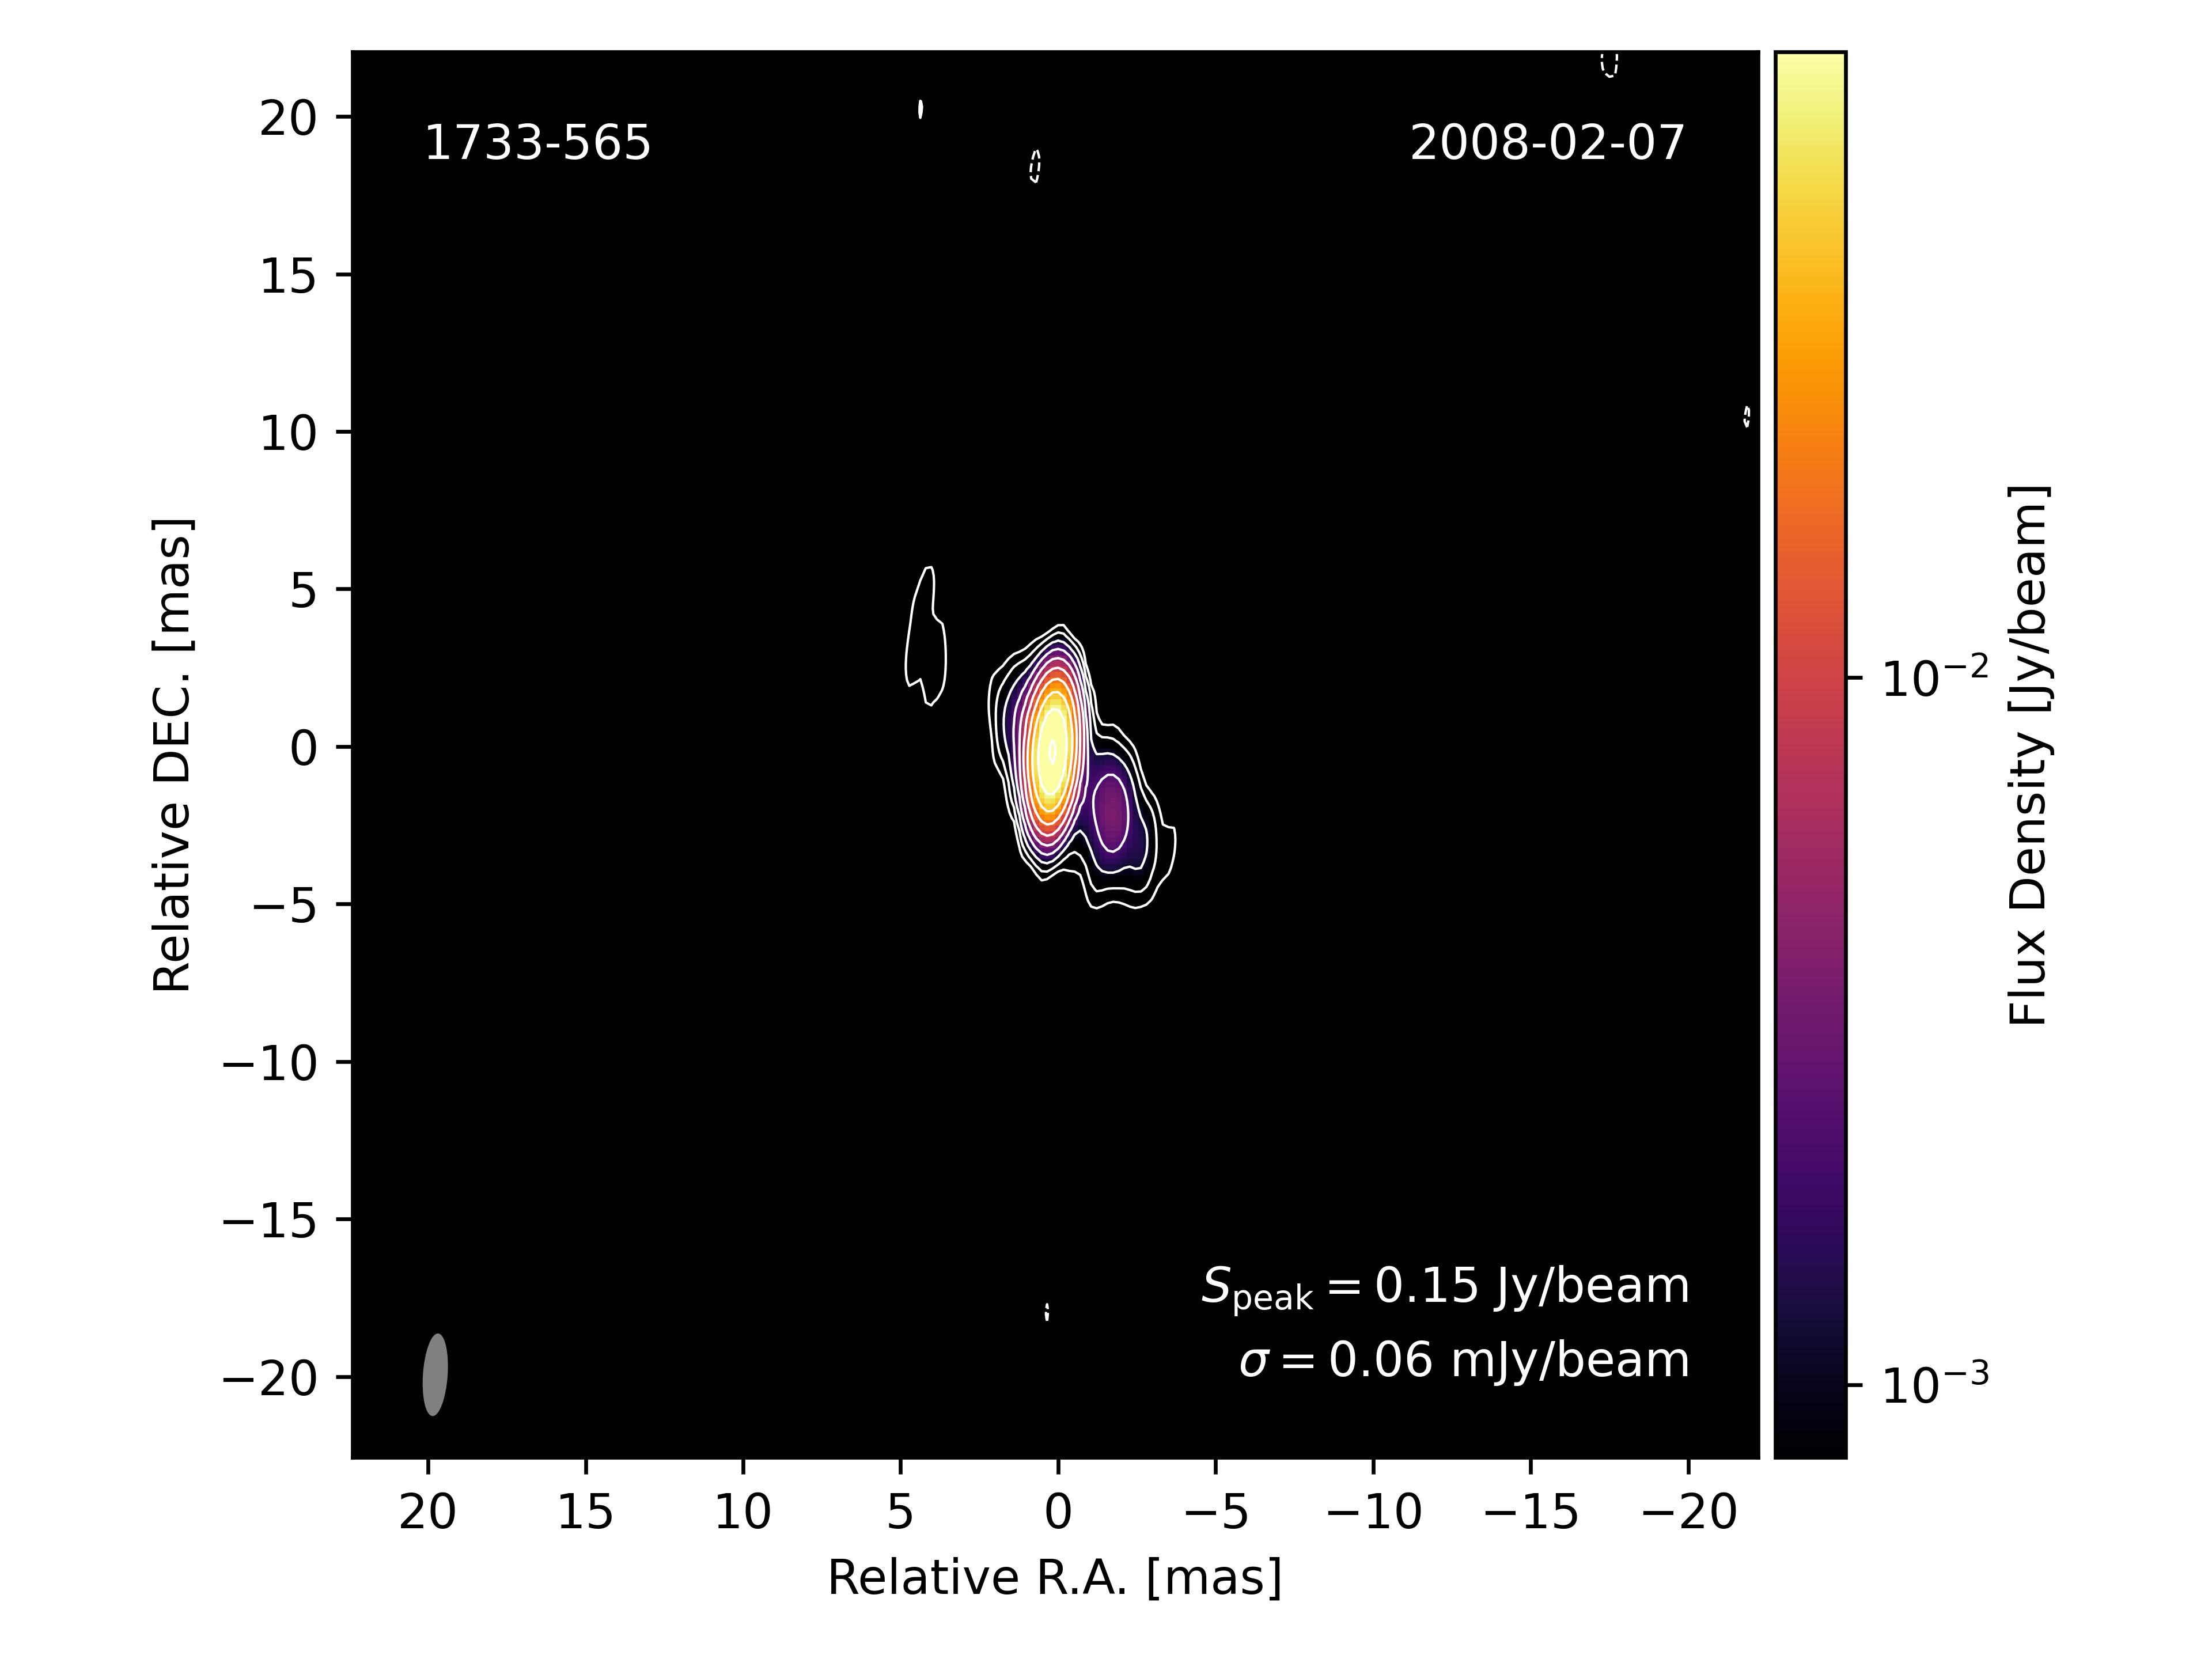 1733-565
2008-02-07
20
15
10
5
0
−5
−10
−15
−20
Relative DEC. [mas]
S_peak = 0.15 Jy/beam
σ = 0.06 mJy/beam
20 15 10 5 0 −5 −10 −15 −20
Relative R.A. [mas]
10⁻²
10⁻³
Flux Density [Jy/beam]